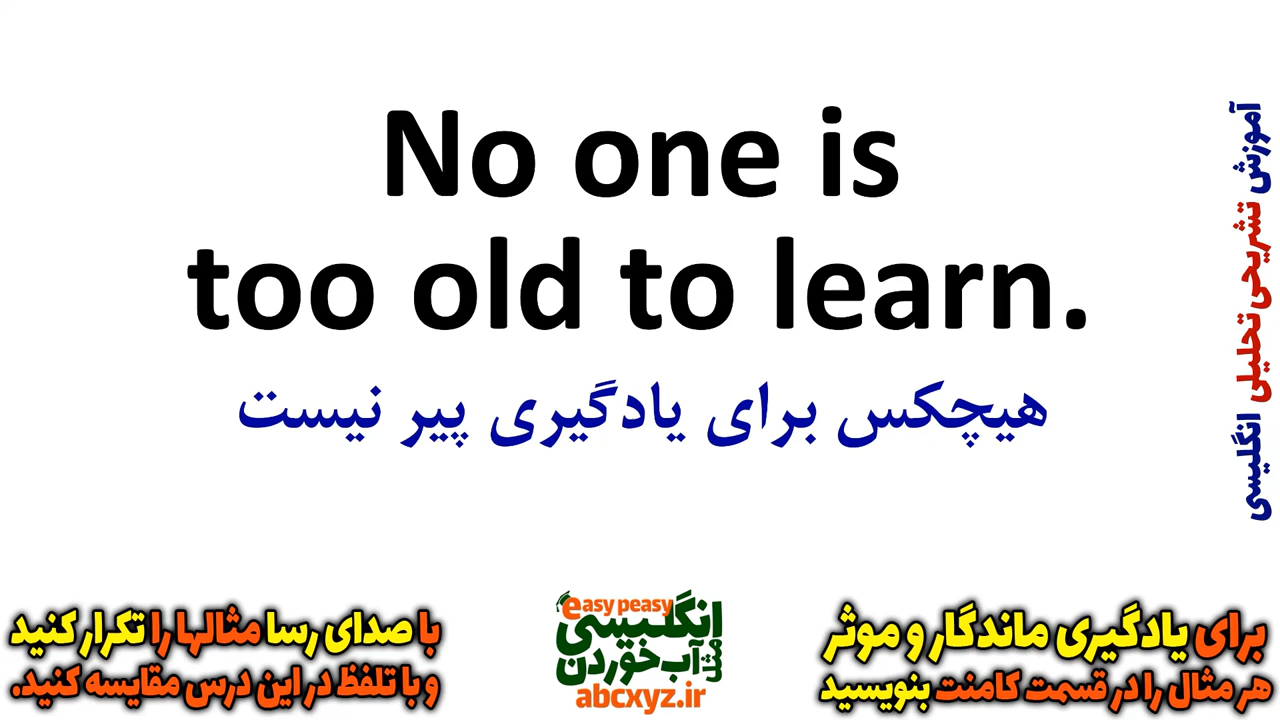 No one is
too old to learn.
هیچکس برای یادگیری پیر نیست
آموزش تشریحی تحلیلی انگلیسی
برای یادگیری ماندگار و موثر
هر مثال را در قسمت کامنت بنویسید
easy peasy
انگلیسی
مثل آب خوردن
abcxyz.ir
با صدای رسا مثالها را تکرار کنید
و با تلفظ در این درس مقایسه کنید.